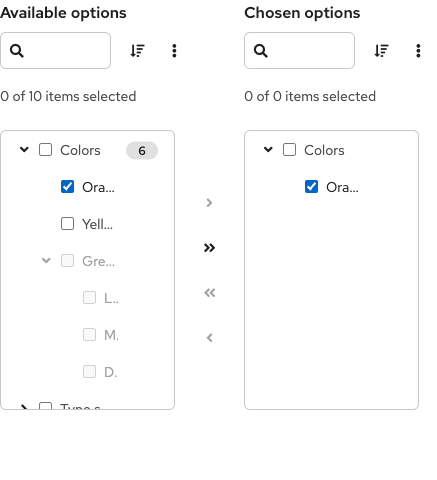 Available options
0 of 10 items selected
Colors 6
Ora...
Yell...
Gre...
L..
M.
D.
Chosen options
0 of 0 items selected
Colors
Ora...